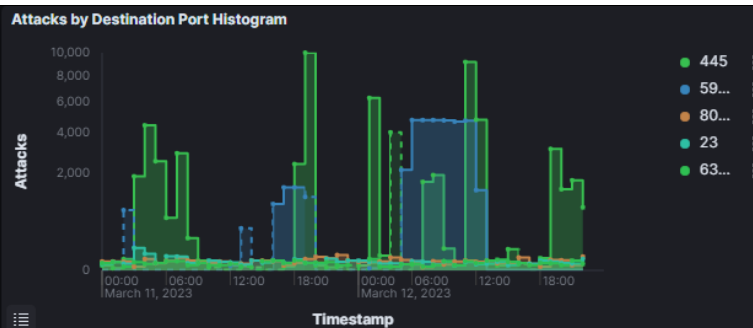 Attacks by Destination Port Histogram
10,000
8,000
6,000
4,000
2,000
0
Attacks
00:00 06:00 12:00 18:00 00:00 06:00 12:00 18:00
March 11, 2023 March 12, 2023
Timestamp
445
59...
80...
23
63...